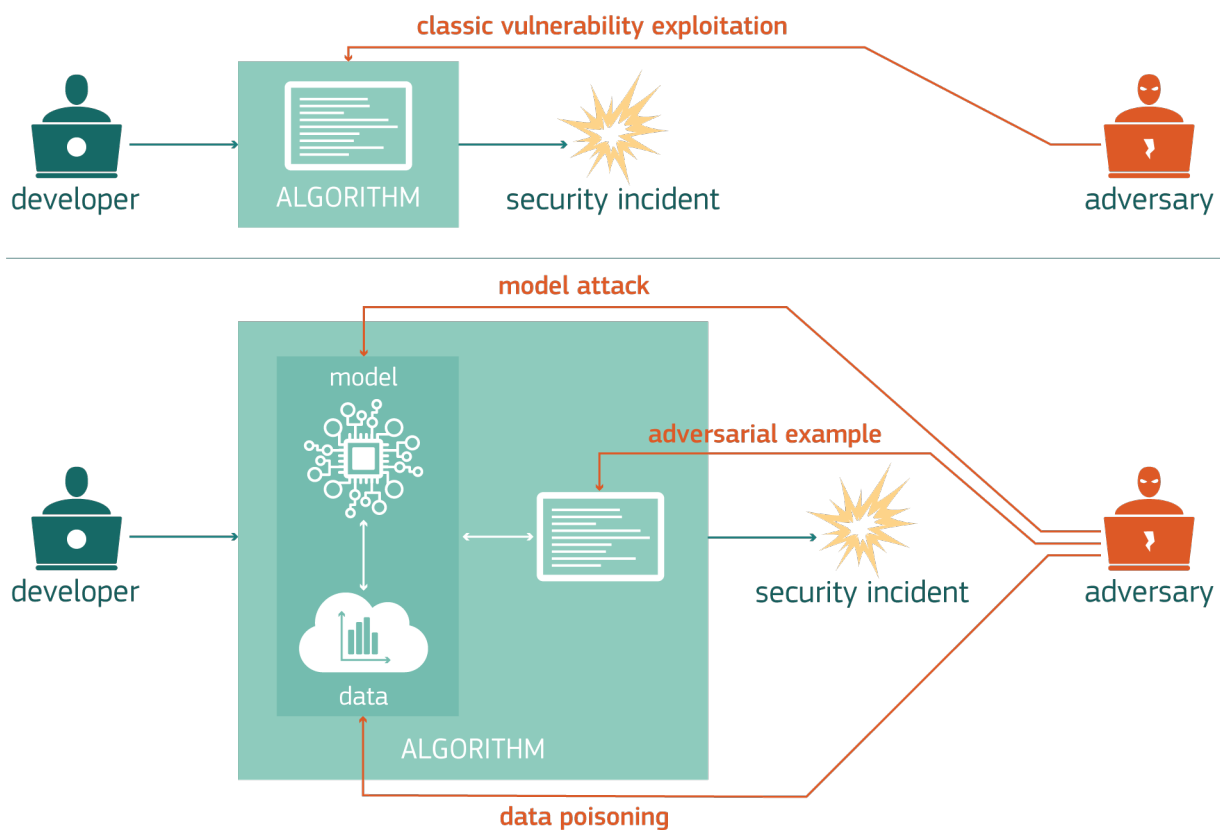 classic vulnerability exploitation
developer
ALGORITHM
security incident
adversary
model attack
model
adversarial example
developer
security incident
adversary
data
ALGORITHM
data poisoning